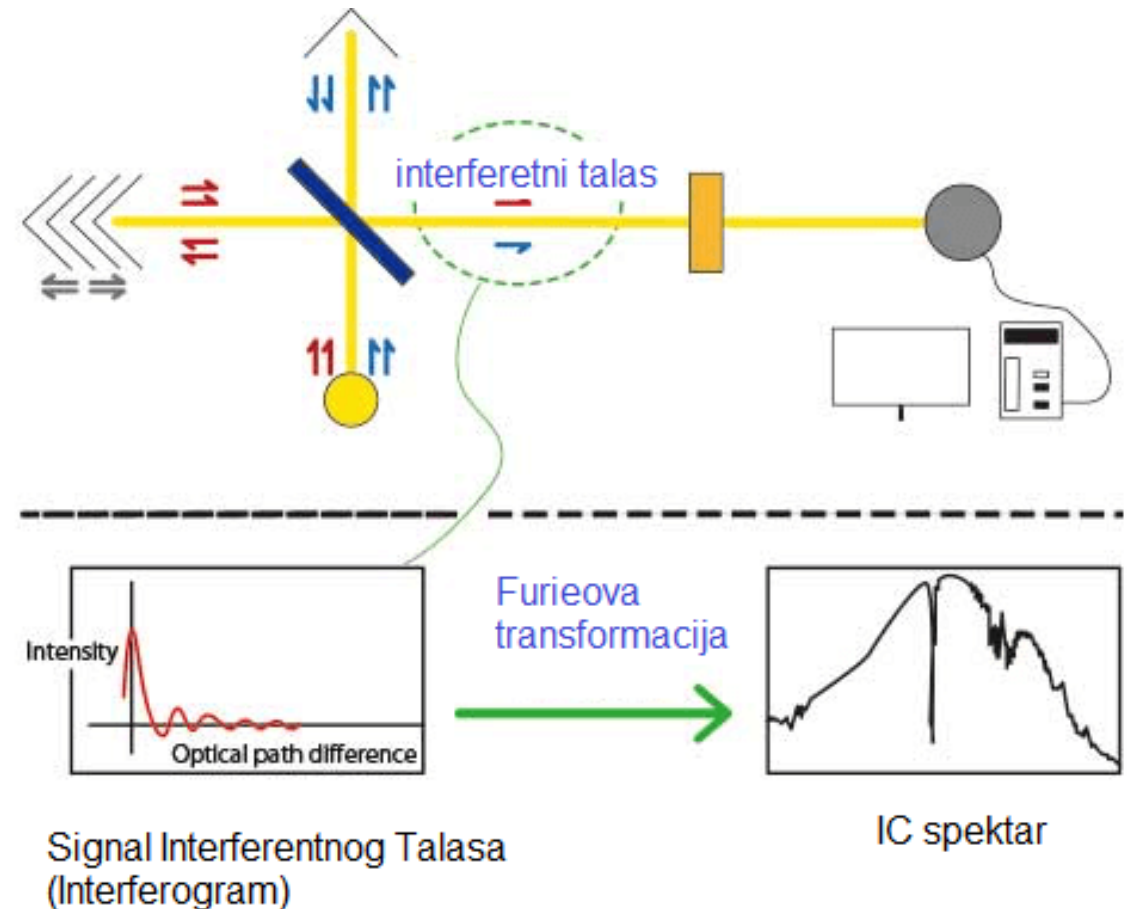 interferetni talas
Intensity
Optical path difference
Furieova
transformacija
Signal Interferentnog Talasa
(Interferogram)
IC spektar